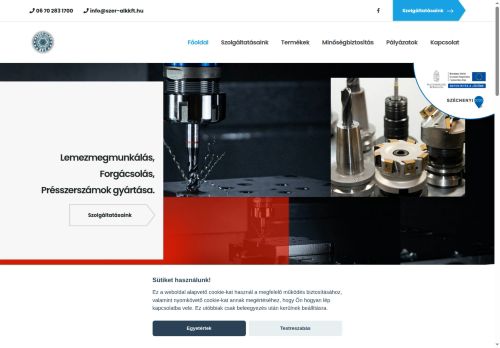 06 70 283 1700
info@szer-alkkft.hu
Szolgáltatásaink
Főoldal
Szolgáltatásaink
Termékek
Minőségbiztosítás
Pályázatok
Kapcsolat
SZÉCHENYI
Lemezmegmunkálás,
Forgácsolás,
Présszerszámok gyártása.
Szolgáltatásaink
Sütiket használunk!
Ez a weboldal alapvető cookie-kat használ a megfelelő működés biztosításához,
valamint nyomkövető cookie-kat annak megértéséhez, hogy Ön hogyan lép
kapcsolatba vele. Ez utóbbiak csak beleegyezés után kerülnek beállításra.
Egyetértek
Testreszabás